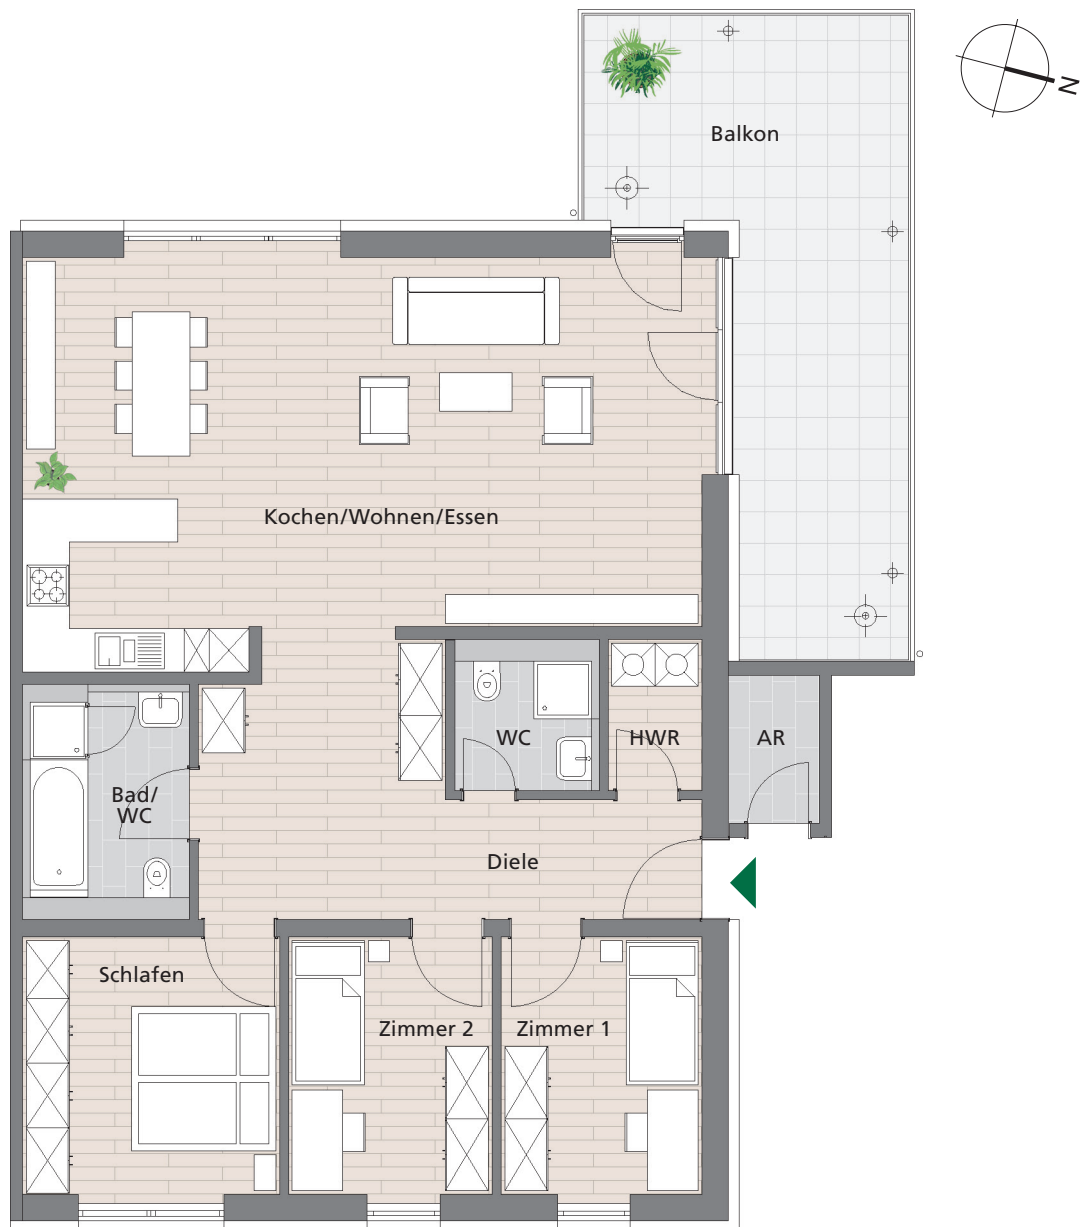 N
Balkon
Kochen/Wohnen/Essen
WC
HWR
AR
Bad/
WC
Diele
Schlafen
Zimmer 2
Zimmer 1